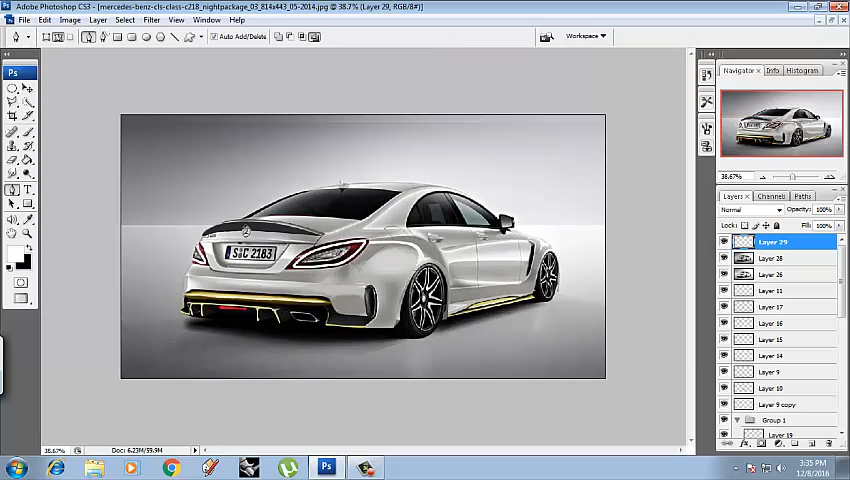 Adobe Photoshop CS3 - [mercedes-benz-cls-class-c218_nightpackage_03_814x443_05-2014.jpg @ 38.7% (Layer 29, RGB/8#)]
File Edit Image Layer Select Filter View Window Help
Auto Add/Delete
Workspace
Ps
Navigator × Info Histogram
38.67%
Layers × Channels Paths
Normal Opacity: 100%
Lock: Fill: 100%
Layer 29
Layer 28
Layer 26
Layer 11
Layer 17
Layer 16
Layer 15
Layer 14
Layer 9
Layer 10
Layer 9 copy
Group 1
Layer 19
S:C 2183
38.67% Doc: 6.23M/59.9M
Ps
3:35 PM
12/8/2016